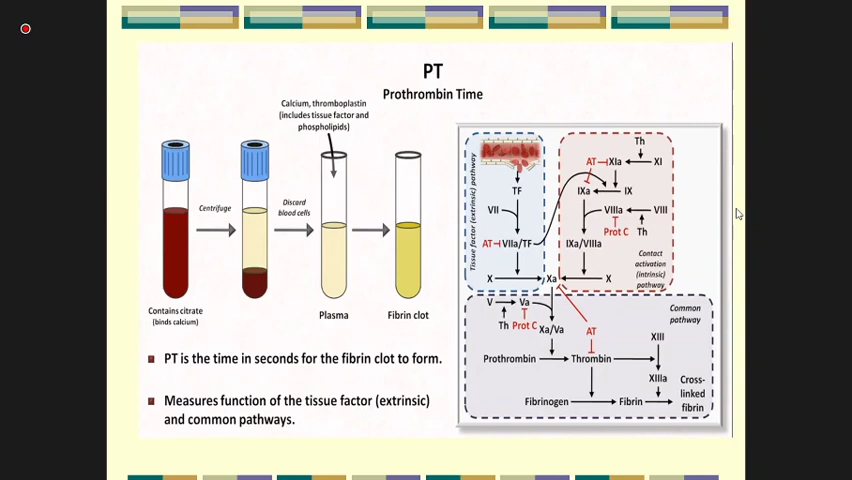 PT
Prothrombin Time
Calcium, thromboplastin
(includes tissue factor and
phospholipids)
Centrifuge
Discard
blood cells
Contains citrate
(binds calcium)
Plasma
Fibrin clot
PT is the time in seconds for the fibrin clot to form.
Measures function of the tissue factor (extrinsic)
and common pathways.
Tissue factor (extrinsic) pathway
TF
VII
AT VIIa/TF
X
Xa
Th
AT XIa XI
IXa IX
VIIIa VIII
Prot C Th
IXa/VIIIa
X
Contact
activation
(intrinsic)
pathway
V Va
Th Prot C
Xa/Va
AT
Common
pathway
XIII
Prothrombin Thrombin
XIIIa
Cross-
linked
fibrin
Fibrinogen Fibrin